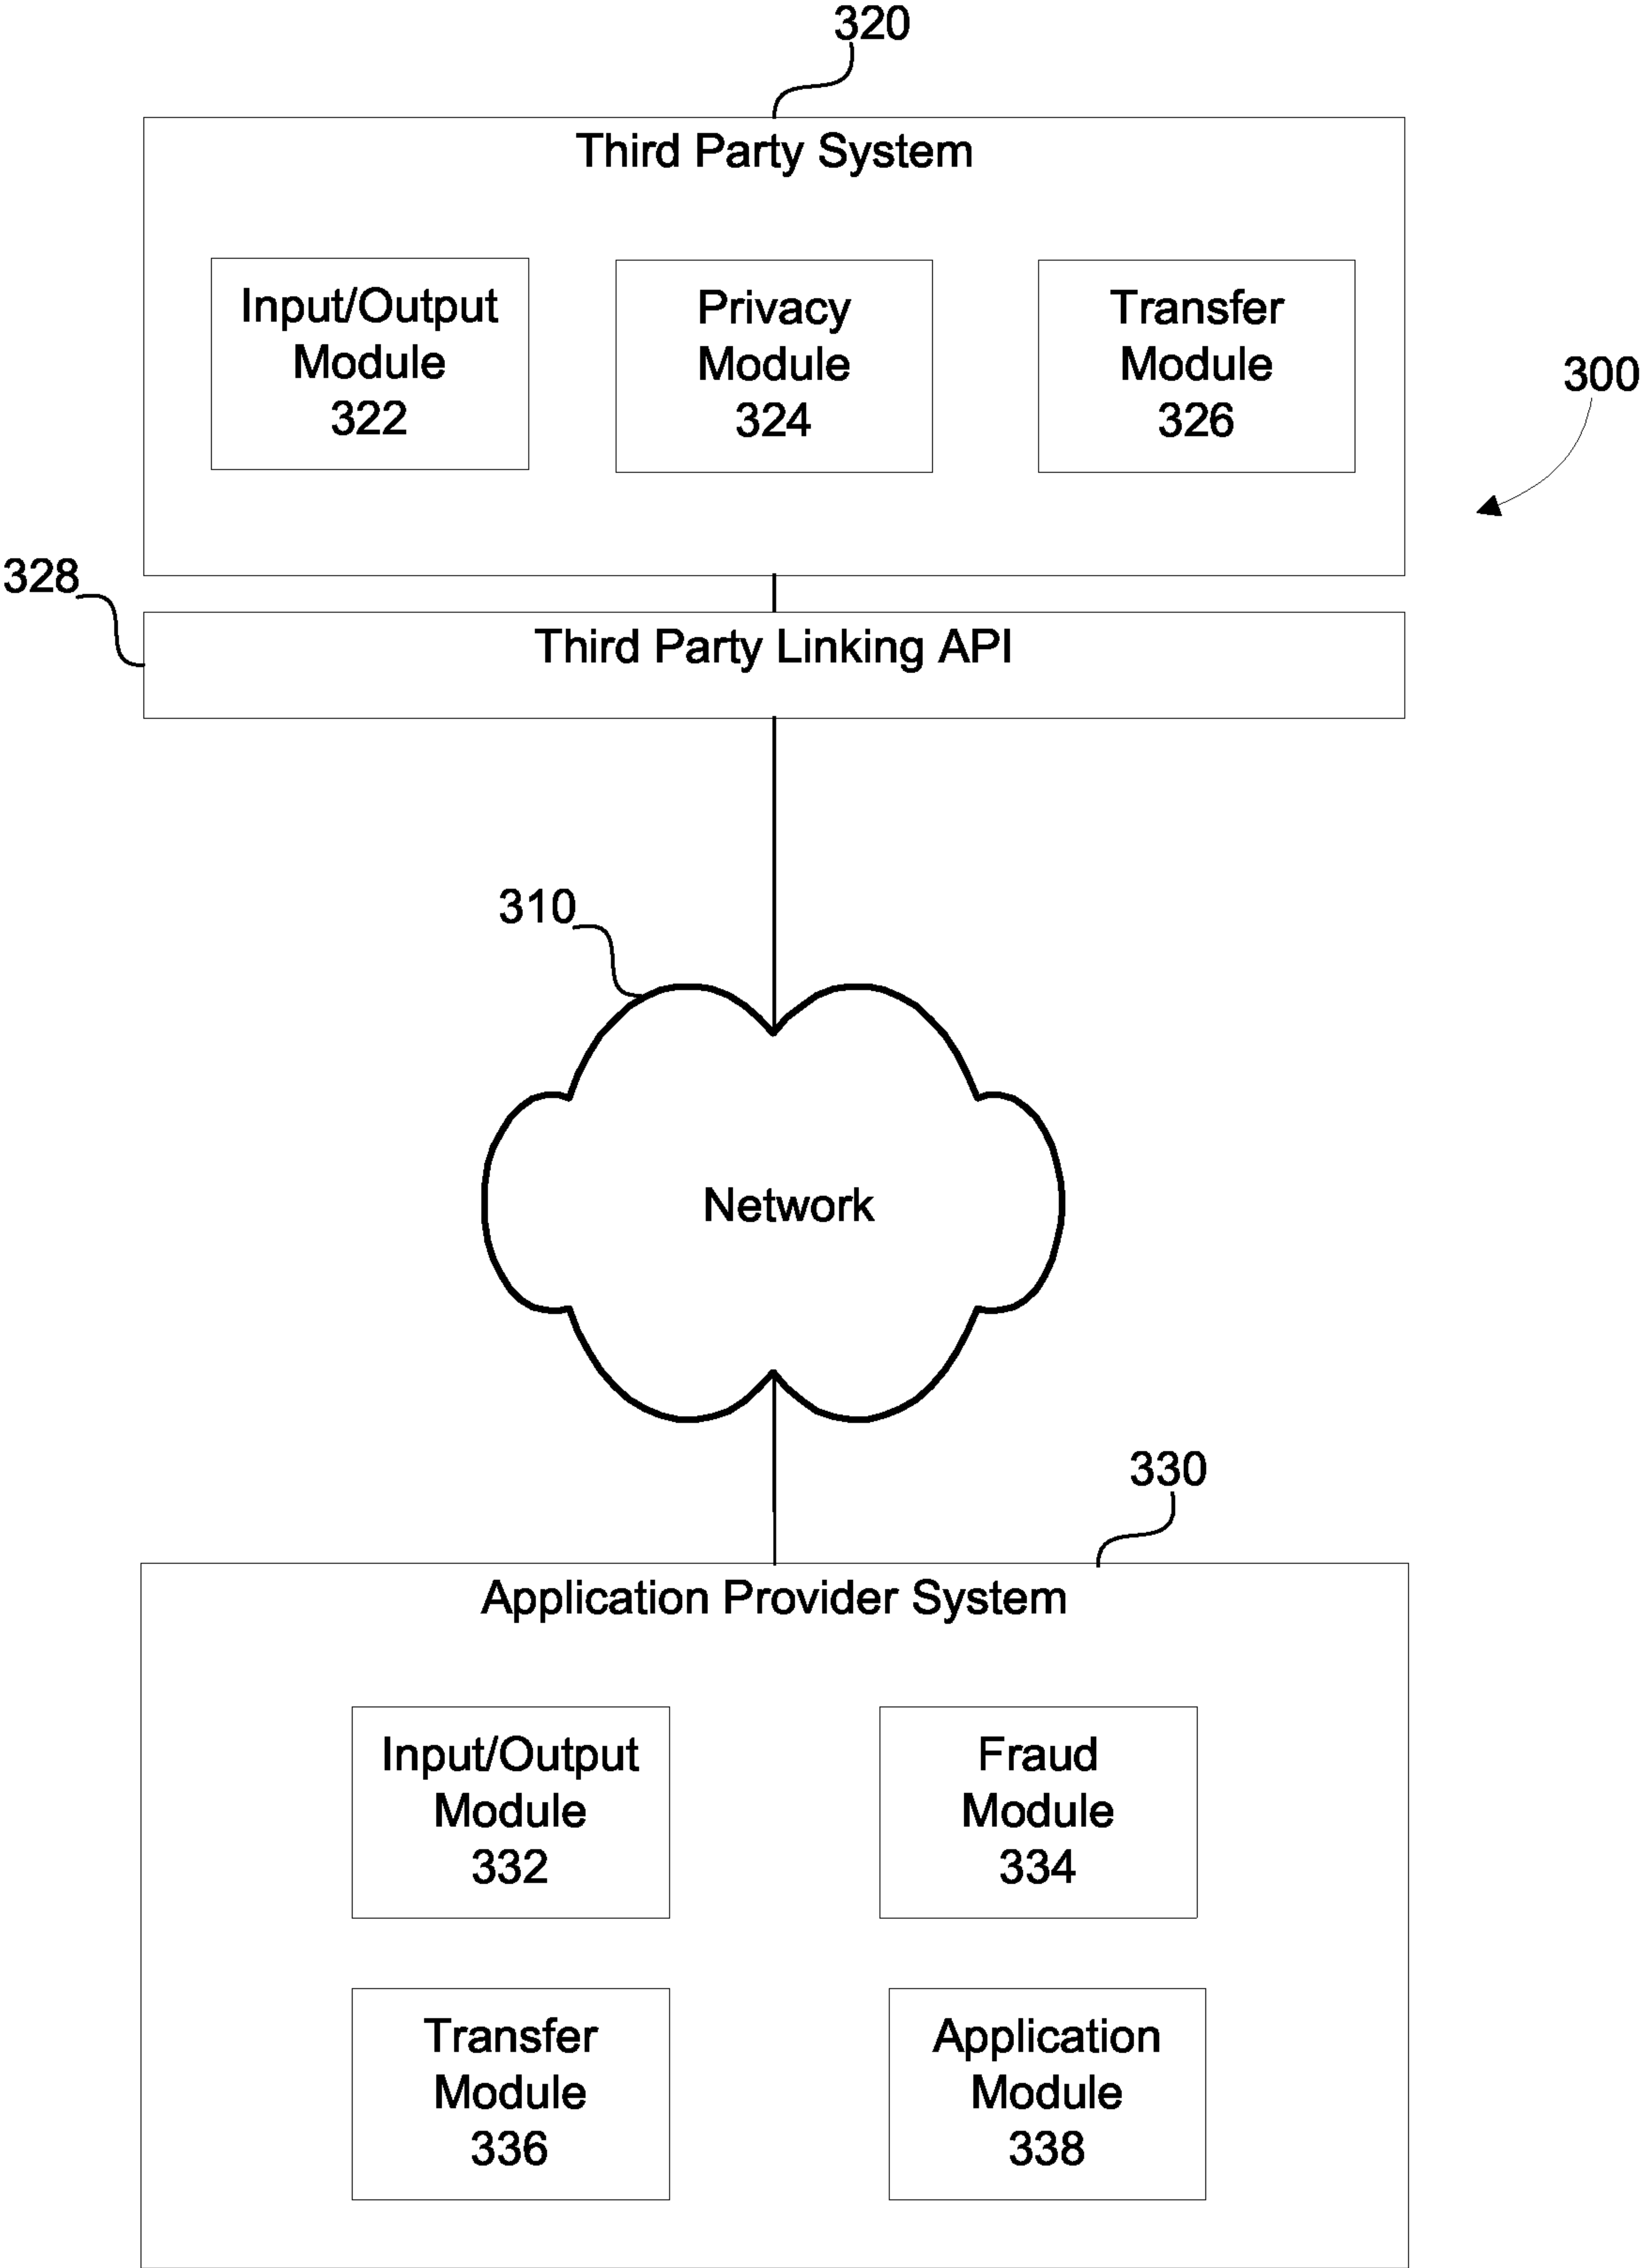 320
Third Party System
Input/Output
Module
322
Privacy
Module
324
Transfer
Module
326
300
328
Third Party Linking API
310
Network
330
Application Provider System
Input/Output
Module
332
Fraud
Module
334
Transfer
Module
336
Application
Module
338